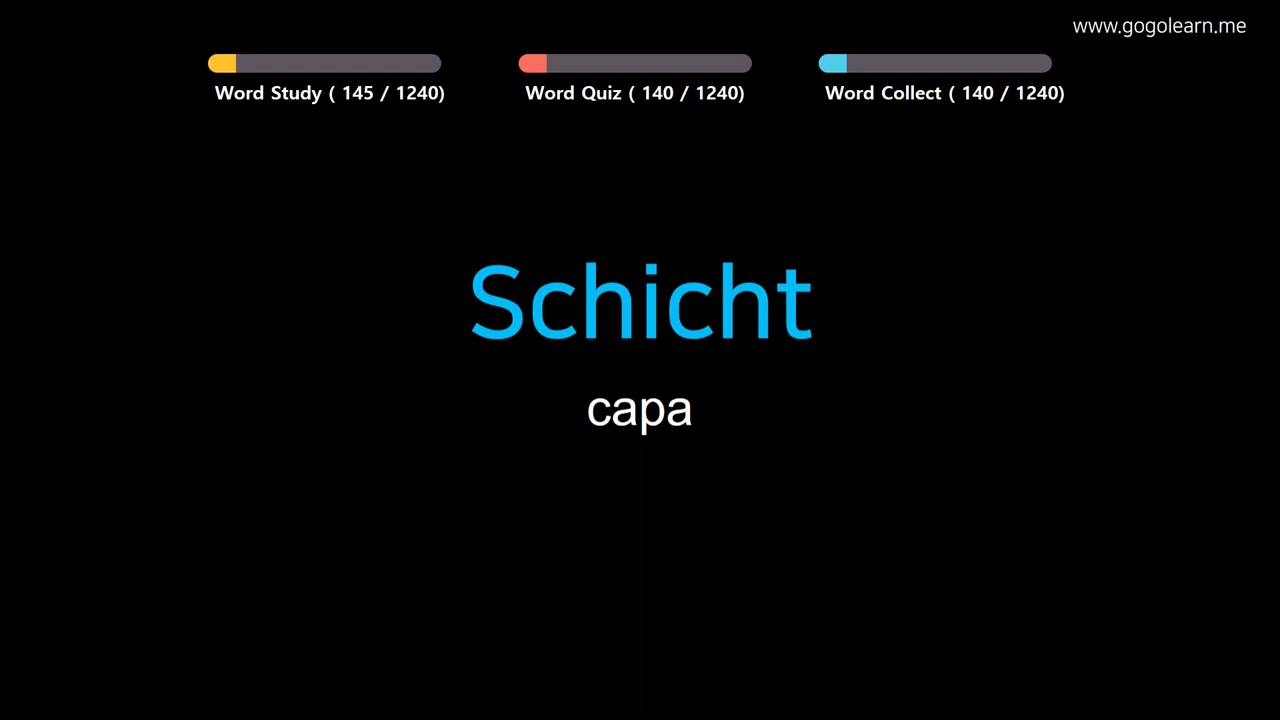 www.gogolearn.me
Word Study ( 145 / 1240)
Word Quiz ( 140 / 1240)
Word Collect ( 140 / 1240)
Schicht
capa